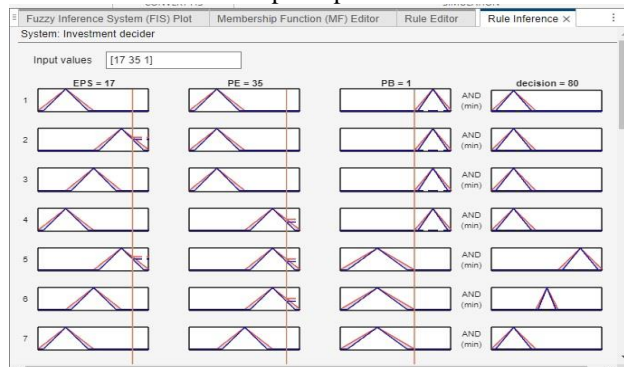 Fuzzy Inference System (FIS) Plot Membership Function (MF) Editor Rule Editor Rule Inference ×
System: Investment decider
Input values [17 35 1]
EPS = 17 PE = 35 PB = 1 decision = 80
1 AND
(min)
2 AND
(min)
3 AND
(min)
4 AND
(min)
5 AND
(min)
6 AND
(min)
7 AND
(min)